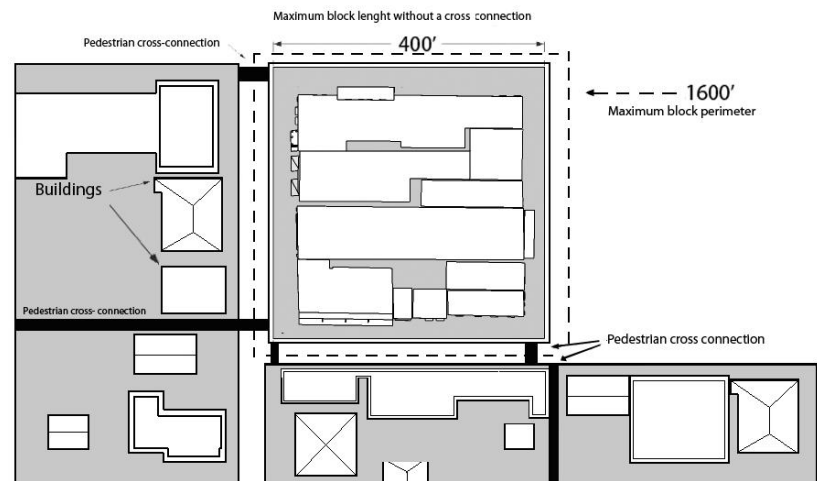 Maximum block lenght without a cross connection
Pedestrian cross-connection
400'
1600'
Maximum block perimeter
Buildings
Pedestrian cross- connection
Pedestrian cross connection